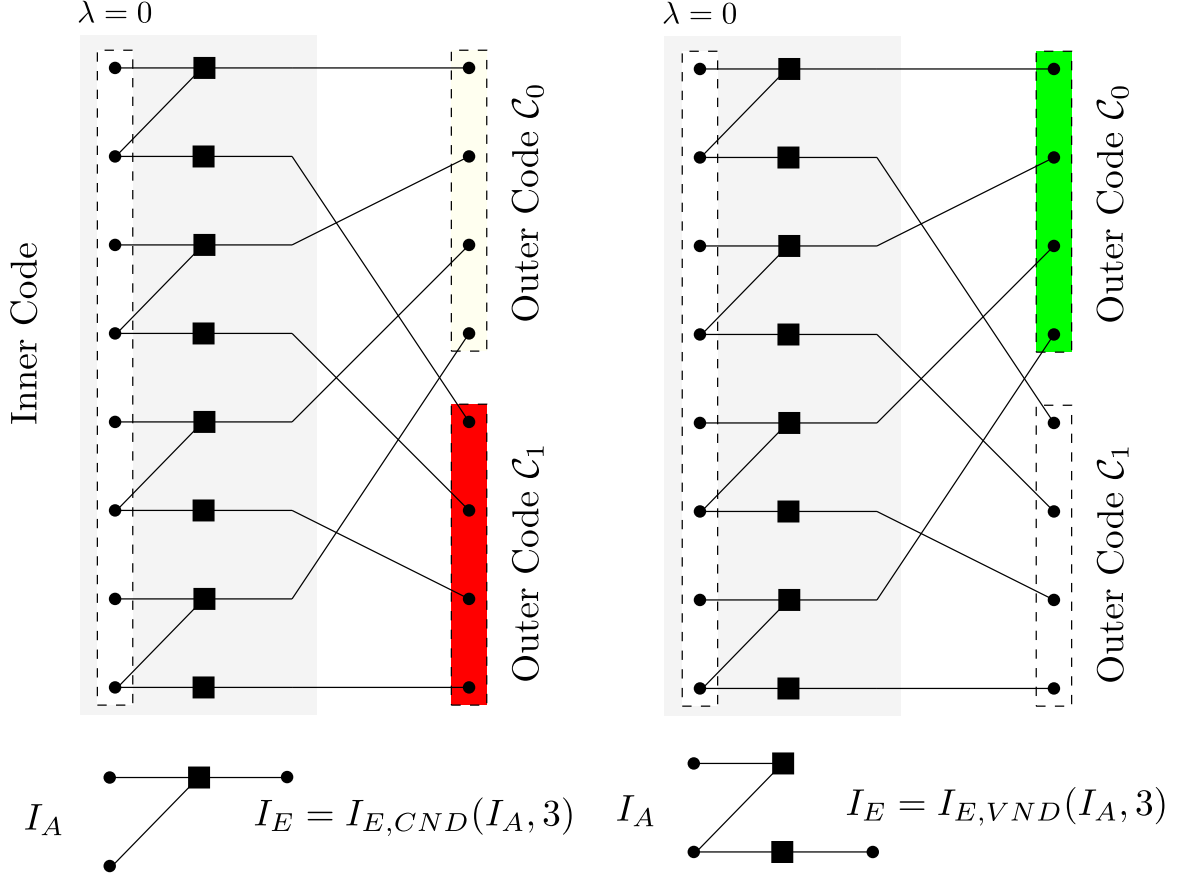 λ = 0
Inner Code
Outer Code C₀
Outer Code C₁
I_A
I_E = I_{E,CND}(I_A, 3)
λ = 0
Outer Code C₀
Outer Code C₁
I_A
I_E = I_{E,VND}(I_A, 3)